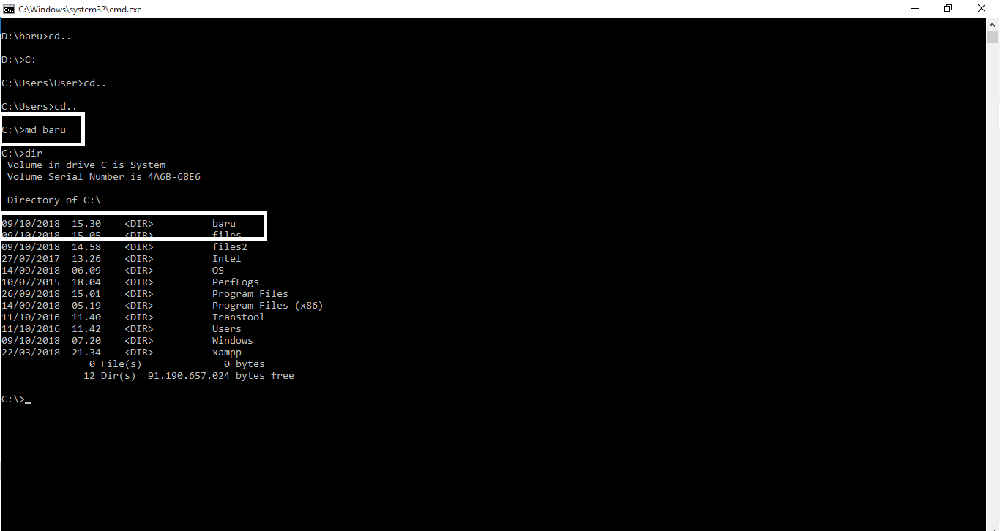 C:\Windows\system32\cmd.exe
D:\baru>cd..
D:\>C:
C:\Users\User>cd..
C:\Users>cd..
C:\>md baru
C:\>dir
 Volume in drive C is System
 Volume Serial Number is 4A6B-68E6
 Directory of C:\
09/10/2018  15.30    <DIR>          baru
09/10/2018  15.05    <DIR>          files
09/10/2018  14.58    <DIR>          files2
27/07/2017  13.26    <DIR>          Intel
14/09/2018  06.09    <DIR>          OS
10/07/2015  18.04    <DIR>          PerfLogs
26/09/2018  15.01    <DIR>          Program Files
14/09/2018  05.19    <DIR>          Program Files (x86)
11/10/2016  11.40    <DIR>          Transtool
11/10/2016  11.42    <DIR>          Users
09/10/2018  07.20    <DIR>          Windows
22/03/2018  21.34    <DIR>          xampp
               0 File(s)              0 bytes
              12 Dir(s)  91.190.657.024 bytes free
C:\>